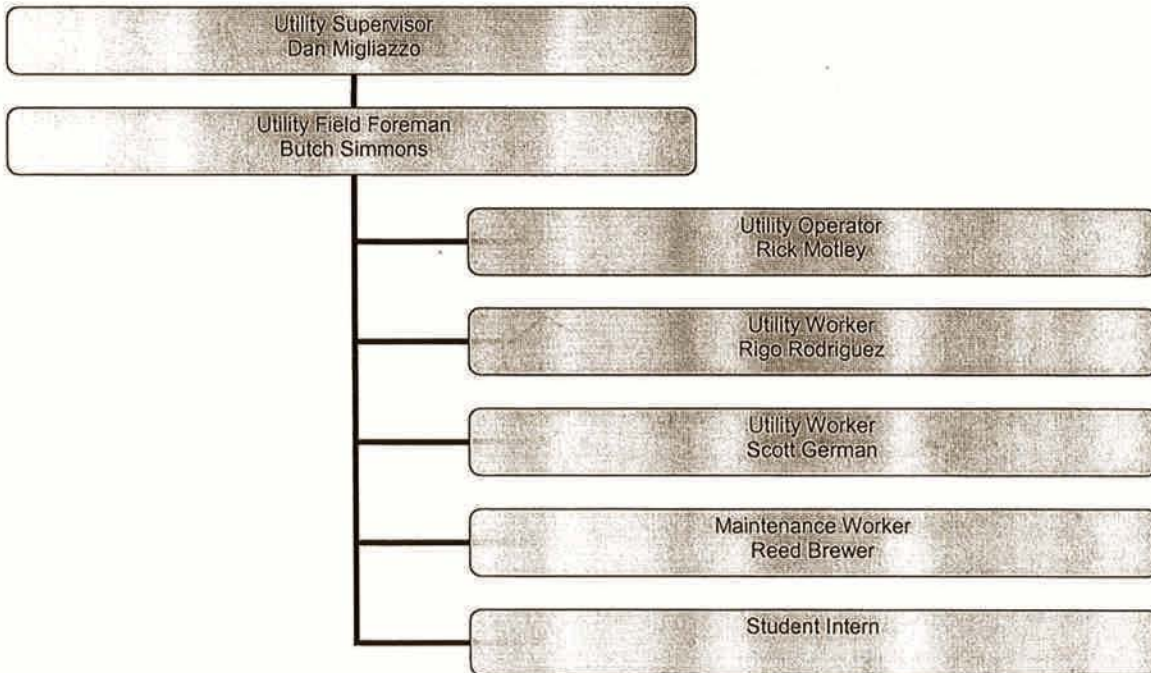 Utility Supervisor
Dan Migliazzo
Utility Field Foreman
Butch Simmons
Utility Operator
Rick Motley
Utility Worker
Rigo Rodriguez
Utility Worker
Scott German
Maintenance Worker
Reed Brewer
Student Intern